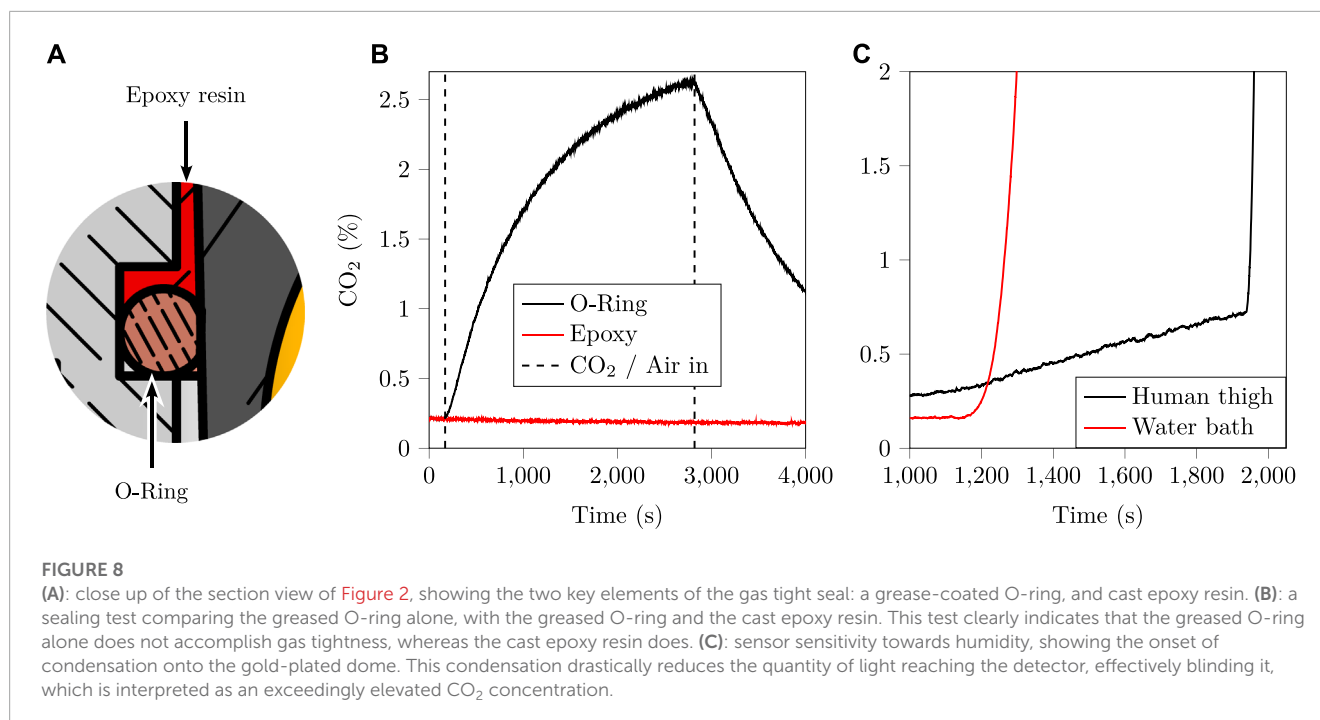 A
Epoxy resin
O-Ring
B
CO₂ (%)
2.5
2
1.5
1
0.5
0
O-Ring
Epoxy
CO₂ / Air in
0 1,000 2,000 3,000 4,000
Time (s)
C
2
1.5
1
0.5
0
Human thigh
Water bath
1,000 1,200 1,400 1,600 1,800 2,000
Time (s)
FIGURE 8
(A): close up of the section view of Figure 2, showing the two key elements of the gas tight seal: a grease-coated O-ring, and cast epoxy resin. (B): a
sealing test comparing the greased O-ring alone, with the greased O-ring and the cast epoxy resin. This test clearly indicates that the greased O-ring
alone does not accomplish gas tightness, whereas the cast epoxy resin does. (C): sensor sensitivity towards humidity, showing the onset of
condensation onto the gold-plated dome. This condensation drastically reduces the quantity of light reaching the detector, effectively blinding it,
which is interpreted as an exceedingly elevated CO₂ concentration.